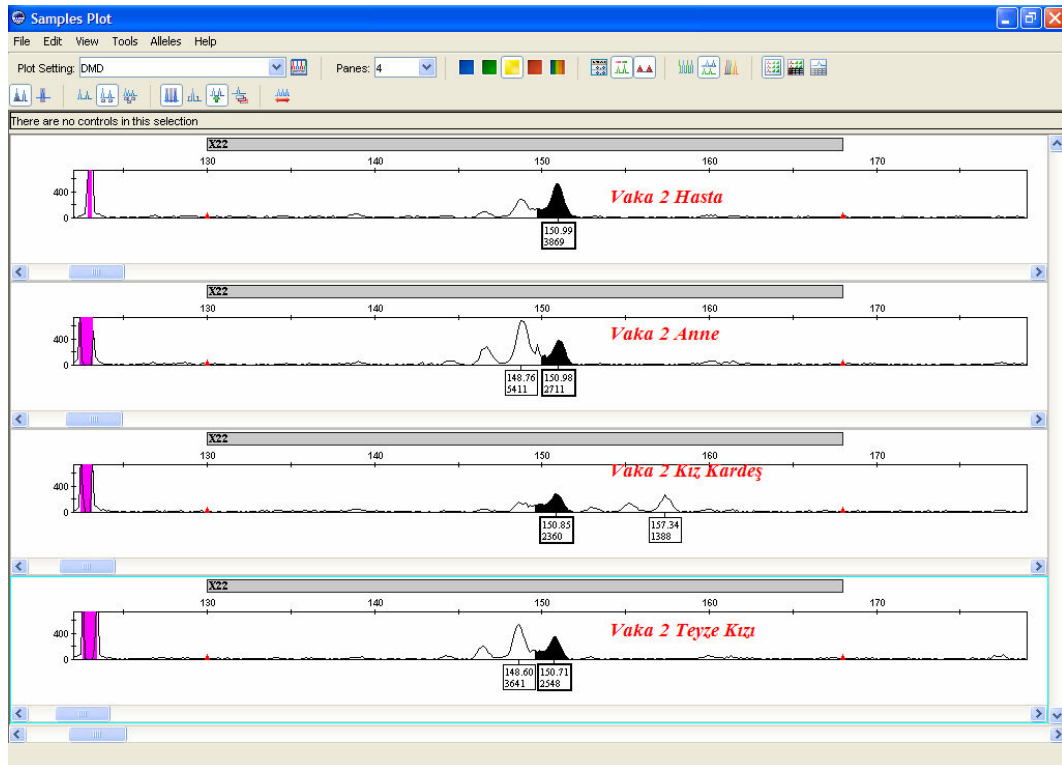 Samples Plot
File Edit View Tools Alleles Help
Plot Setting: DMD Panes: 4
There are no controls in this selection
X22
130 140 150 160 170
400
0
Vaka 2 Hasta
150.99
3869
X22
130 140 150 160 170
400
0
Vaka 2 Anne
148.76 150.98
5411 2711
X22
130 140 150 160 170
400
0
Vaka 2 Kız Kardeş
150.85 157.34
2360 1388
X22
130 140 150 160 170
400
0
Vaka 2 Teyze Kızı
148.60 150.71
3641 2548